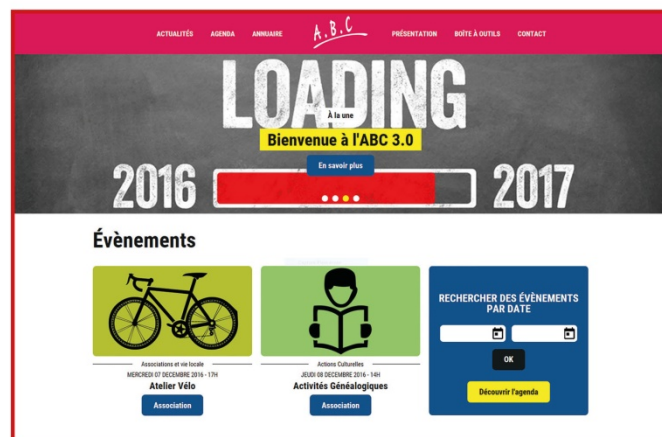 ACTUALITÉS AGENDA ANNUAIRE A.B.C PRÉSENTATION BOÎTE À OUTILS CONTACT
LOADING
À la une
Bienvenue à l'ABC 3.0
En savoir plus
2016 2017
Évènements
Associations et vie locale
MERCREDI 07 DECEMBRE 2016 - 17H
Atelier Vélo
Association
Actions Culturelles
JEUDI 08 DECEMBRE 2016 - 14H
Activités Généalogiques
Association
RECHERCHER DES ÉVÈNEMENTS
PAR DATE
OK
Découvrir l'agenda